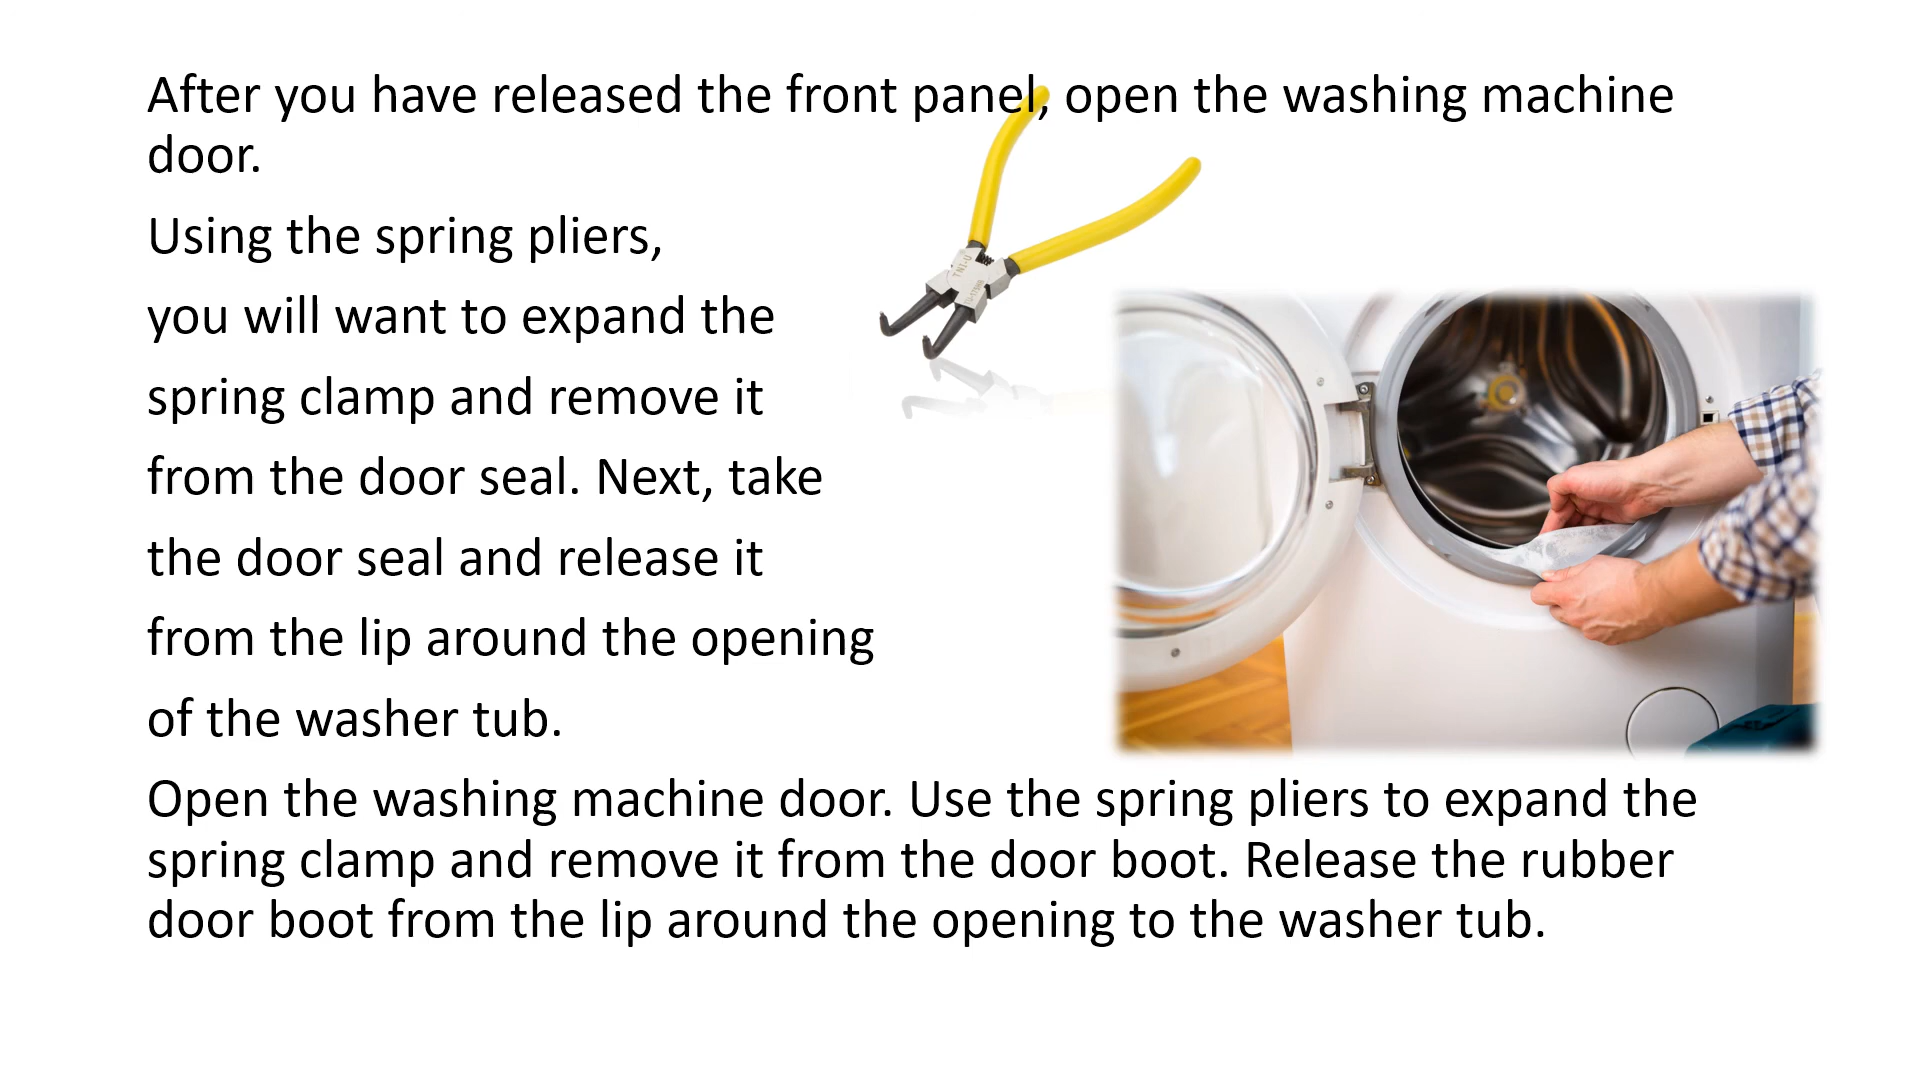 After you have released the front panel, open the washing machine
door.
Using the spring pliers,
you will want to expand the
spring clamp and remove it
from the door seal. Next, take
the door seal and release it
from the lip around the opening
of the washer tub.
Open the washing machine door. Use the spring pliers to expand the
spring clamp and remove it from the door boot. Release the rubber
door boot from the lip around the opening to the washer tub.
TNI-U